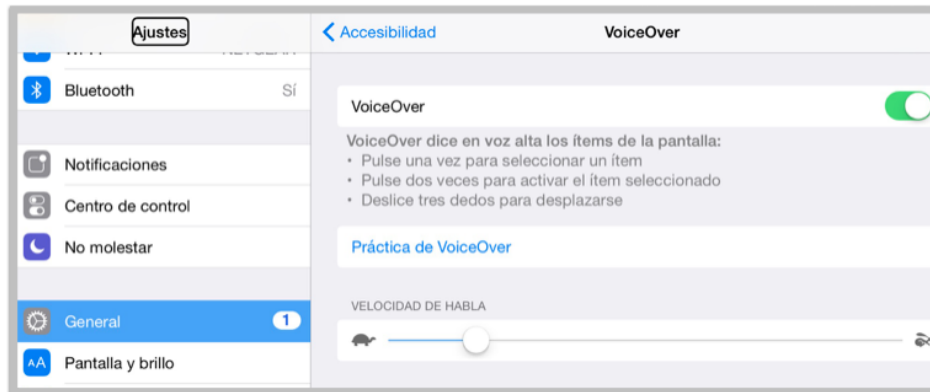 Ajustes
Bluetooth Sí
Notificaciones
Centro de control
No molestar
General 1
AA Pantalla y brillo
Accesibilidad VoiceOver
VoiceOver
VoiceOver dice en voz alta los ítems de la pantalla:
• Pulse una vez para seleccionar un ítem
• Pulse dos veces para activar el ítem seleccionado
• Deslice tres dedos para desplazarse
Práctica de VoiceOver
VELOCIDAD DE HABLA